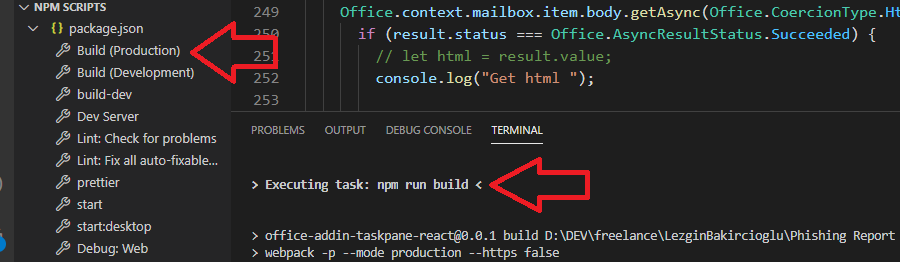 NPM SCRIPTS
{} package.json
Build (Production)
Build (Development)
build-dev
Dev Server
Lint: Check for problems
Lint: Fix all auto-fixable...
prettier
start
start:desktop
Debug: Web
249 Office.context.mailbox.item.body.getAsync(Office.CoercionType.Ht
250 if (result.status === Office.AsyncResultStatus.Succeeded) {
251 // let html = result.value;
252 console.log("Get html ");
253
PROBLEMS OUTPUT DEBUG CONSOLE TERMINAL
> Executing task: npm run build <
> office-addin-taskpane-react@0.0.1 build D:\DEV\freelance\LezginBakircioglu\Phishing Report
> webpack -p --mode production --https false